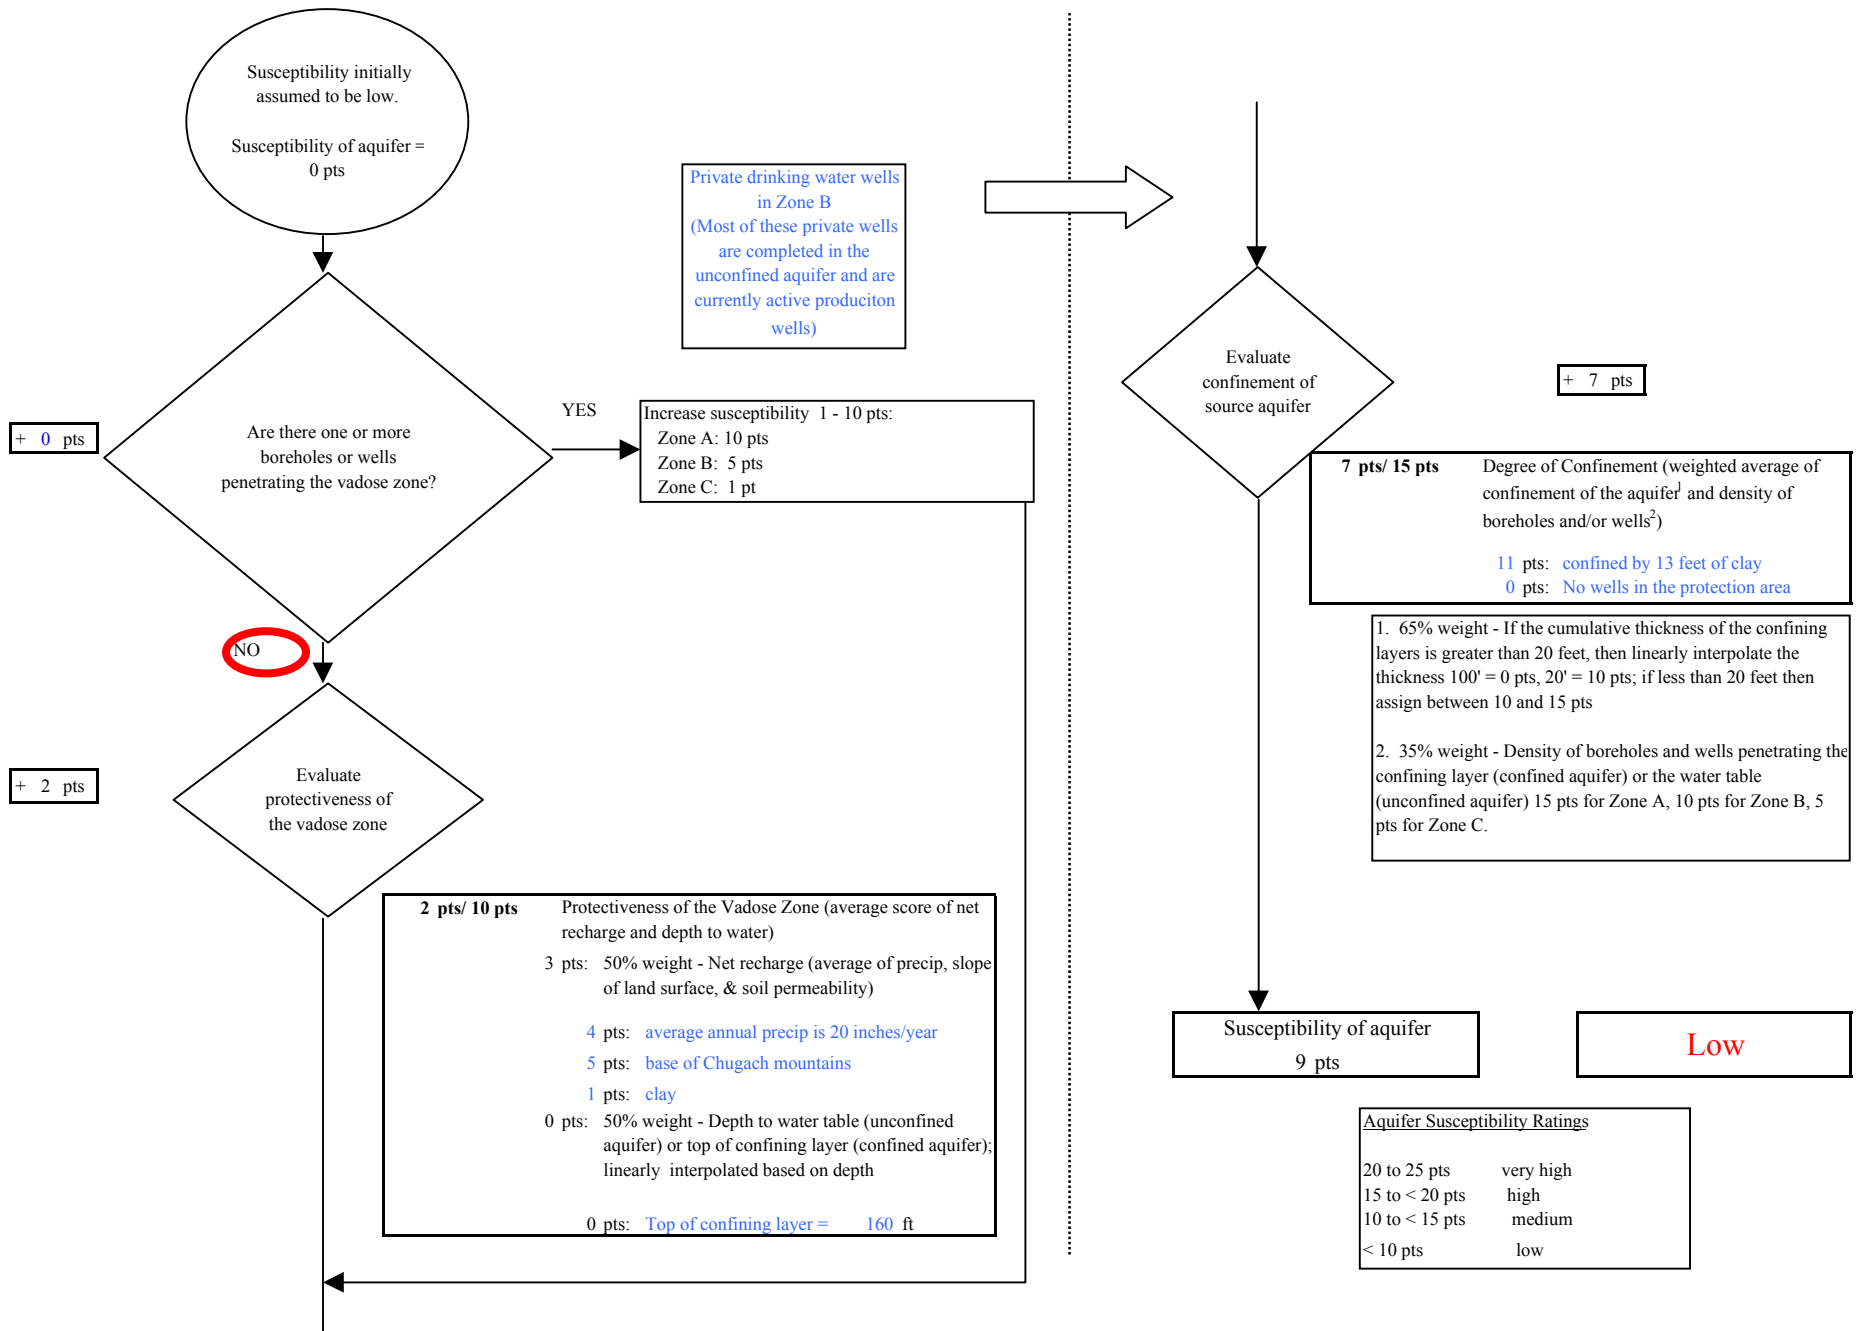 Susceptibility initially
assumed to be low.
Susceptibility of aquifer =
0 pts
Private drinking water wells
in Zone B
(Most of these private wells
are completed in the
unconfined aquifer and are
currently active produciton
wells)
+ 0 pts
Are there one or more
boreholes or wells
penetrating the vadose zone?
YES
Increase susceptibility 1 - 10 pts:
Zone A: 10 pts
Zone B: 5 pts
Zone C: 1 pt
NO
+ 2 pts
Evaluate
protectiveness of
the vadose zone
2 pts/ 10 pts Protectiveness of the Vadose Zone (average score of net
recharge and depth to water)
3 pts: 50% weight - Net recharge (average of precip, slope
of land surface, & soil permeability)
4 pts: average annual precip is 20 inches/year
5 pts: base of Chugach mountains
1 pts: clay
0 pts: 50% weight - Depth to water table (unconfined
aquifer) or top of confining layer (confined aquifer);
linearly interpolated based on depth
0 pts: Top of confining layer = 160 ft
Evaluate
confinement of
source aquifer
+ 7 pts
7 pts/ 15 pts Degree of Confinement (weighted average of
confinement of the aquifer1 and density of
boreholes and/or wells2)
11 pts: confined by 13 feet of clay
0 pts: No wells in the protection area
1. 65% weight - If the cumulative thickness of the confining
layers is greater than 20 feet, then linearly interpolate the
thickness 100' = 0 pts, 20' = 10 pts; if less than 20 feet then
assign between 10 and 15 pts
2. 35% weight - Density of boreholes and wells penetrating the
confining layer (confined aquifer) or the water table
(unconfined aquifer) 15 pts for Zone A, 10 pts for Zone B, 5
pts for Zone C.
Susceptibility of aquifer
9 pts
Low
Aquifer Susceptibility Ratings
20 to 25 pts very high
15 to < 20 pts high
10 to < 15 pts medium
< 10 pts low